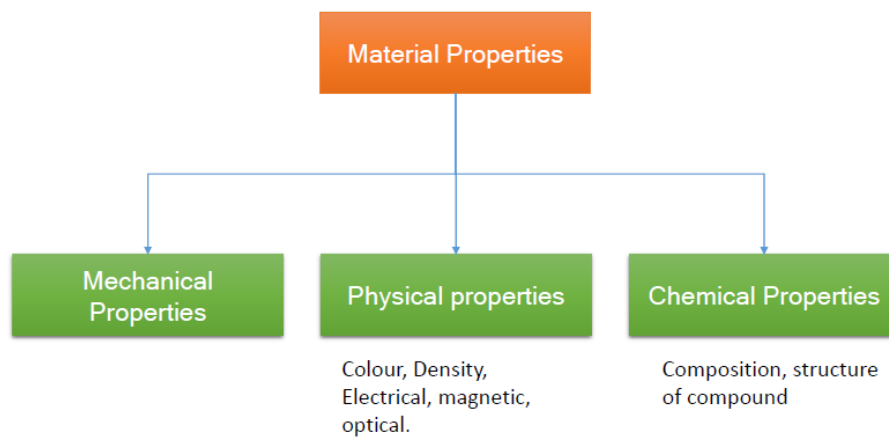 Material Properties
Mechanical
Properties
Physical properties
Chemical Properties
Colour, Density,
Electrical, magnetic,
optical.
Composition, structure
of compound